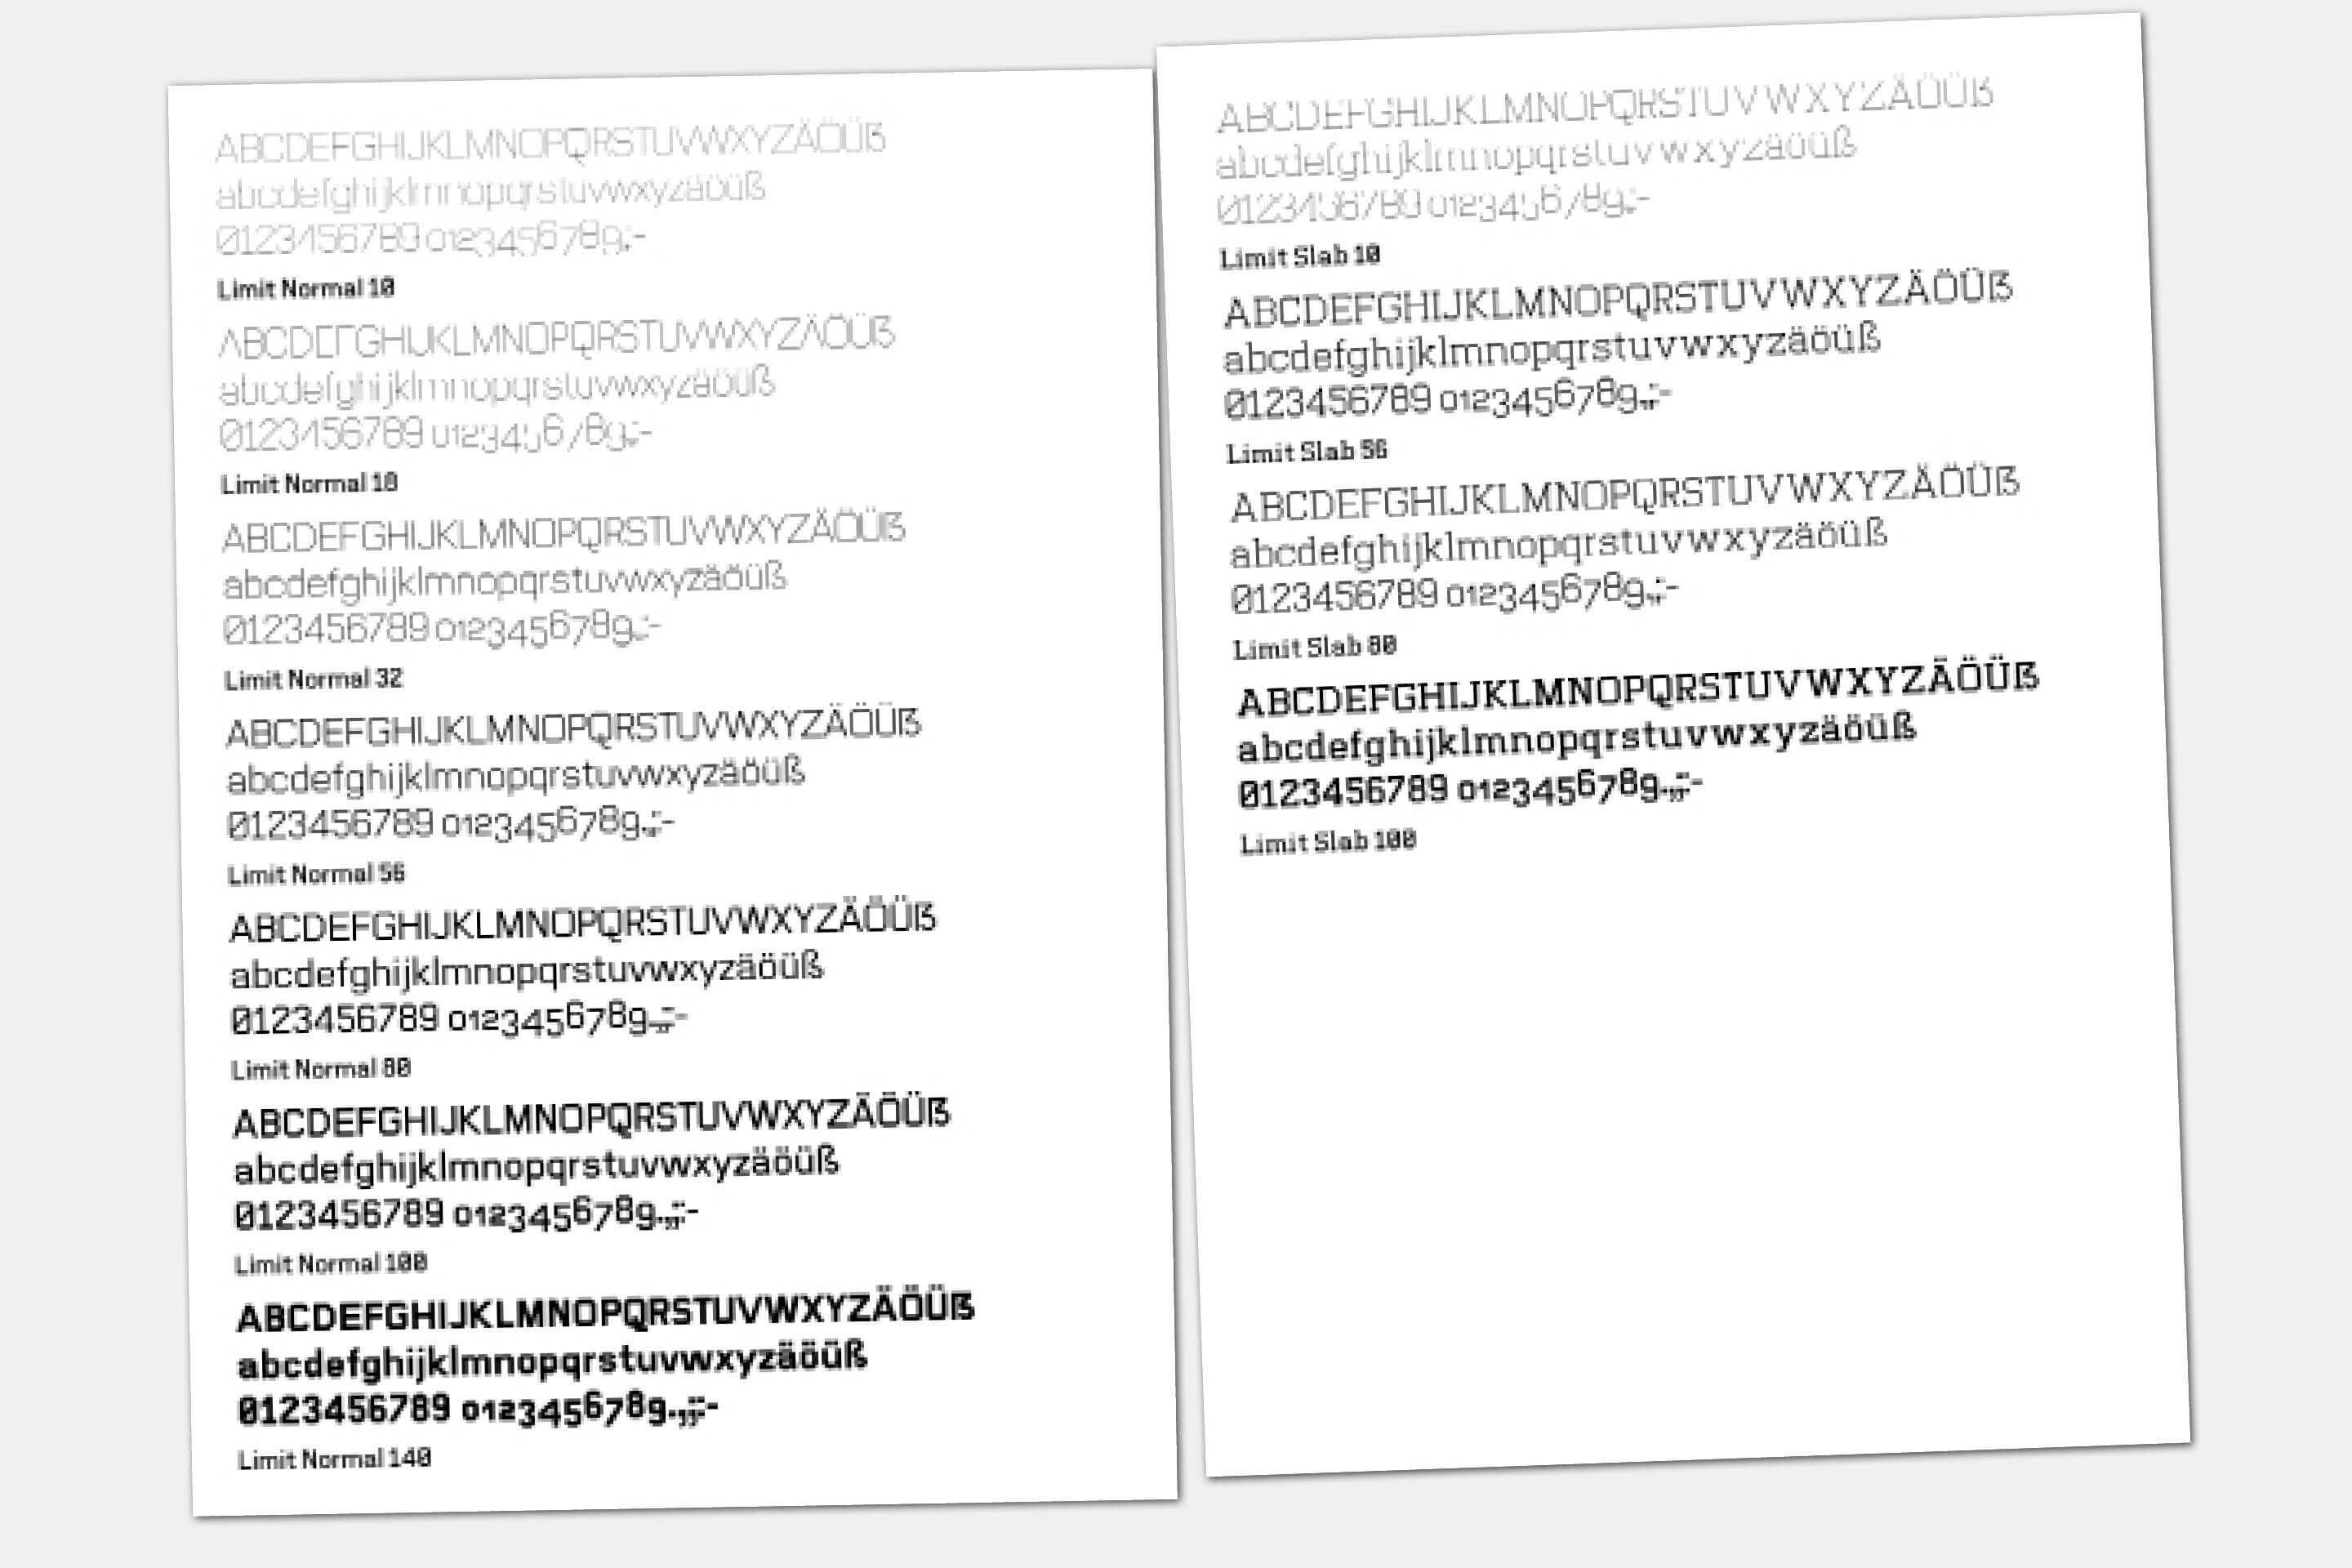 ABCDEFGHIJKLMNOPQRSTUVWXYZÄÖÜẞ
abcdefghijklmnopqrstuvwxyzäöüß
0123456789 0123456789.,;:-
Limit Normal 10
ABCDEFGHIJKLMNOPQRSTUVWXYZÄÖÜẞ
abcdefghijklmnopqrstuvwxyzäöüß
0123456789 0123456789.,;:-
Limit Normal 18
ABCDEFGHIJKLMNOPQRSTUVWXYZÄÖÜẞ
abcdefghijklmnopqrstuvwxyzäöüß
0123456789 0123456789.,;:-
Limit Normal 32
ABCDEFGHIJKLMNOPQRSTUVWXYZÄÖÜẞ
abcdefghijklmnopqrstuvwxyzäöüß
0123456789 0123456789.,;:-
Limit Normal 56
ABCDEFGHIJKLMNOPQRSTUVWXYZÄÖÜẞ
abcdefghijklmnopqrstuvwxyzäöüß
0123456789 0123456789.,;:-
Limit Normal 80
ABCDEFGHIJKLMNOPQRSTUVWXYZÄÖÜẞ
abcdefghijklmnopqrstuvwxyzäöüß
0123456789 0123456789.,;:-
Limit Normal 100
ABCDEFGHIJKLMNOPQRSTUVWXYZÄÖÜẞ
abcdefghijklmnopqrstuvwxyzäöüß
0123456789 0123456789.,;:-
Limit Normal 140
ABCDEFGHIJKLMNOPQRSTUVWXYZÄÖÜẞ
abcdefghijklmnopqrstuvwxyzäöüß
0123456789 0123456789.,;:-
Limit Slab 10
ABCDEFGHIJKLMNOPQRSTUVWXYZÄÖÜẞ
abcdefghijklmnopqrstuvwxyzäöüß
0123456789 0123456789.,;:-
Limit Slab 56
ABCDEFGHIJKLMNOPQRSTUVWXYZÄÖÜẞ
abcdefghijklmnopqrstuvwxyzäöüß
0123456789 0123456789.,;:-
Limit Slab 80
ABCDEFGHIJKLMNOPQRSTUVWXYZÄÖÜẞ
abcdefghijklmnopqrstuvwxyzäöüß
0123456789 0123456789.,;:-
Limit Slab 100